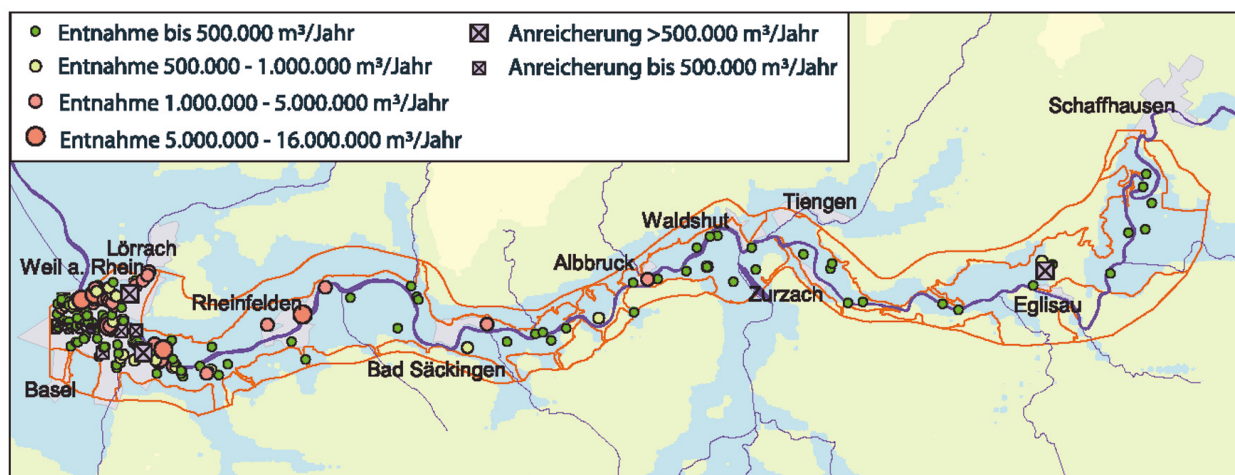 Entnahme bis 500.000 m³/Jahr
Entnahme 500.000 - 1.000.000 m³/Jahr
Entnahme 1.000.000 - 5.000.000 m³/Jahr
Entnahme 5.000.000 - 16.000.000 m³/Jahr
Anreicherung >500.000 m³/Jahr
Anreicherung bis 500.000 m³/Jahr
Schaffhausen
Tiengen
Waldshut
Lörrach
Weil a. Rhein
Albbruck
Rheinfelden
Zurzach
Eglisau
Bad Säckingen
Basel